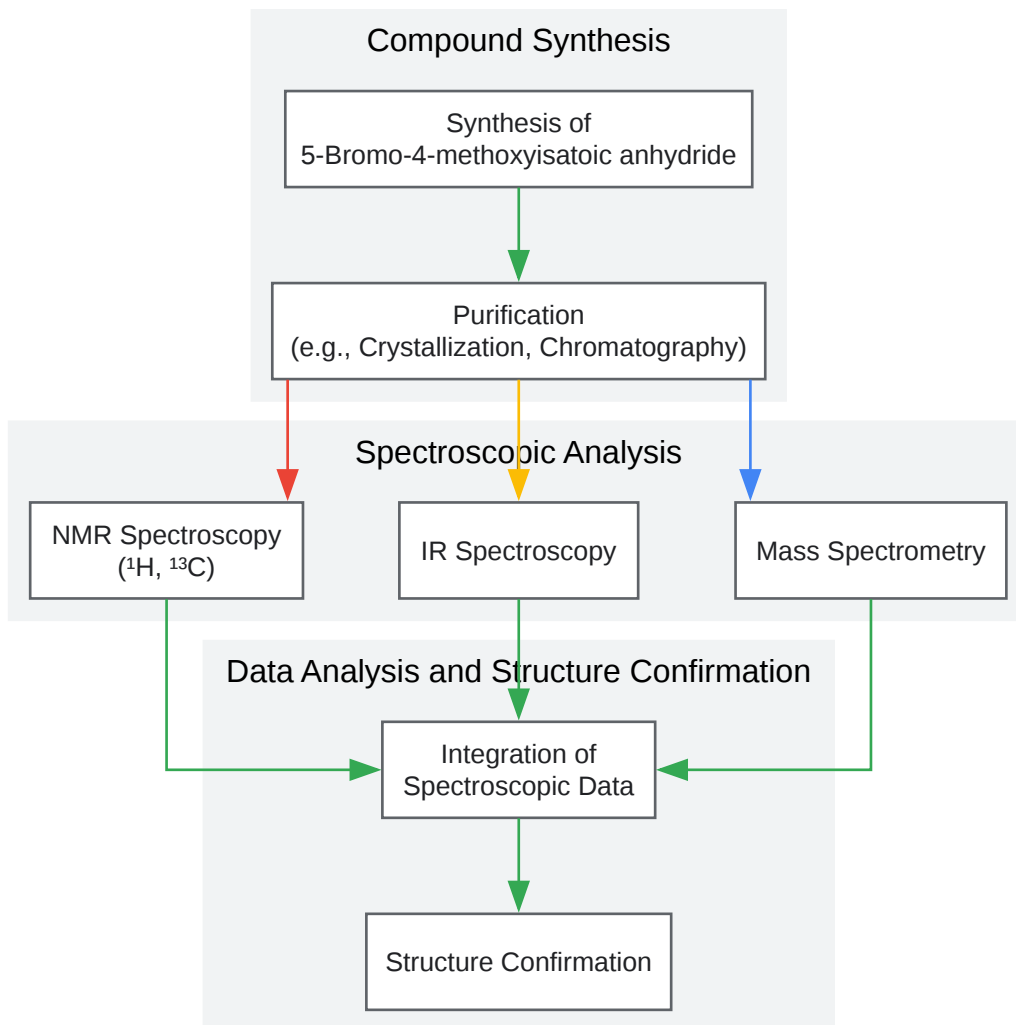 Compound Synthesis
Synthesis of
5-Bromo-4-methoxyisatoic anhydride
Purification
(e.g., Crystallization, Chromatography)
Spectroscopic Analysis
NMR Spectroscopy
(¹H, ¹³C)
IR Spectroscopy
Mass Spectrometry
Data Analysis and Structure Confirmation
Integration of
Spectroscopic Data
Structure Confirmation